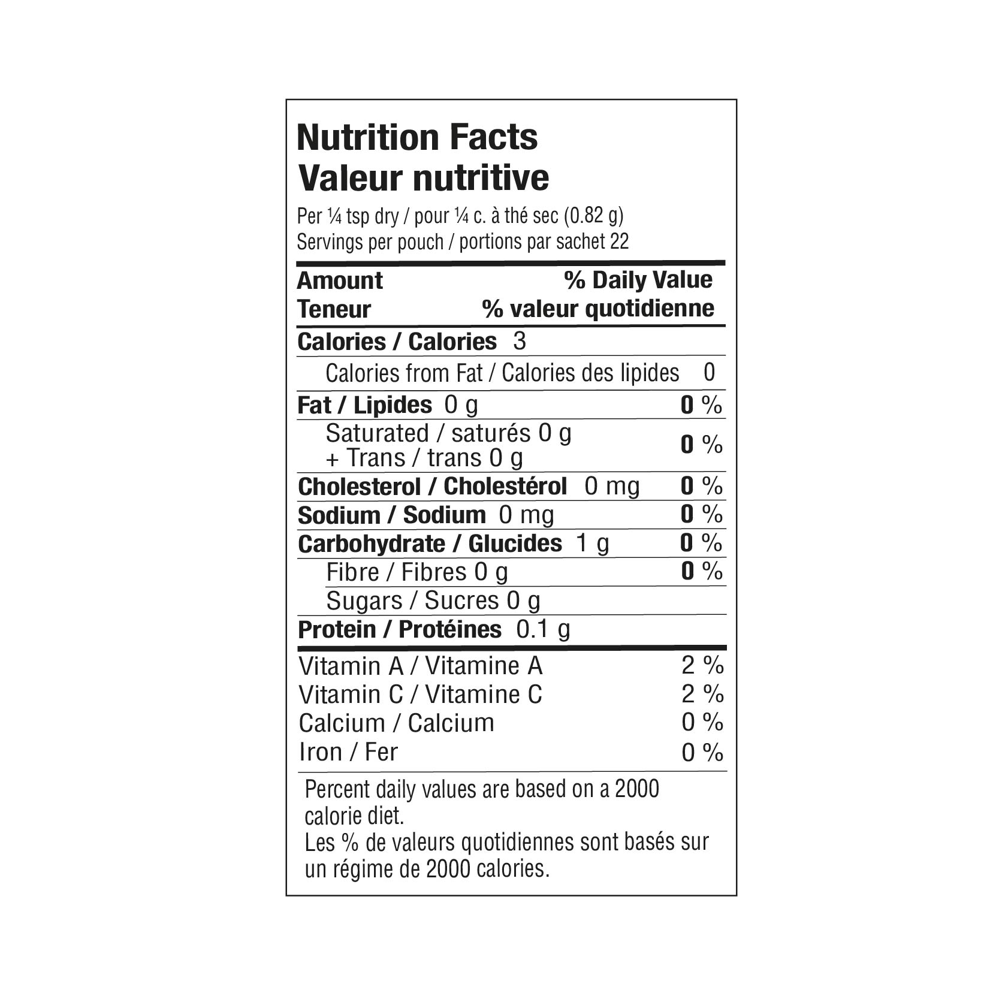 Nutrition Facts
Valeur nutritive
Per ¼ tsp dry / pour ¼ c. à thé sec (0.82 g)
Servings per pouch / portions par sachet 22
Amount % Daily Value
Teneur % valeur quotidienne
Calories / Calories 3
Calories from Fat / Calories des lipides 0
Fat / Lipides 0 g 0 %
Saturated / saturés 0 g
+ Trans / trans 0 g 0 %
Cholesterol / Cholestérol 0 mg 0 %
Sodium / Sodium 0 mg 0 %
Carbohydrate / Glucides 1 g 0 %
Fibre / Fibres 0 g 0 %
Sugars / Sucres 0 g
Protein / Protéines 0.1 g
Vitamin A / Vitamine A 2 %
Vitamin C / Vitamine C 2 %
Calcium / Calcium 0 %
Iron / Fer 0 %
Percent daily values are based on a 2000
calorie diet.
Les % de valeurs quotidiennes sont basés sur
un régime de 2000 calories.